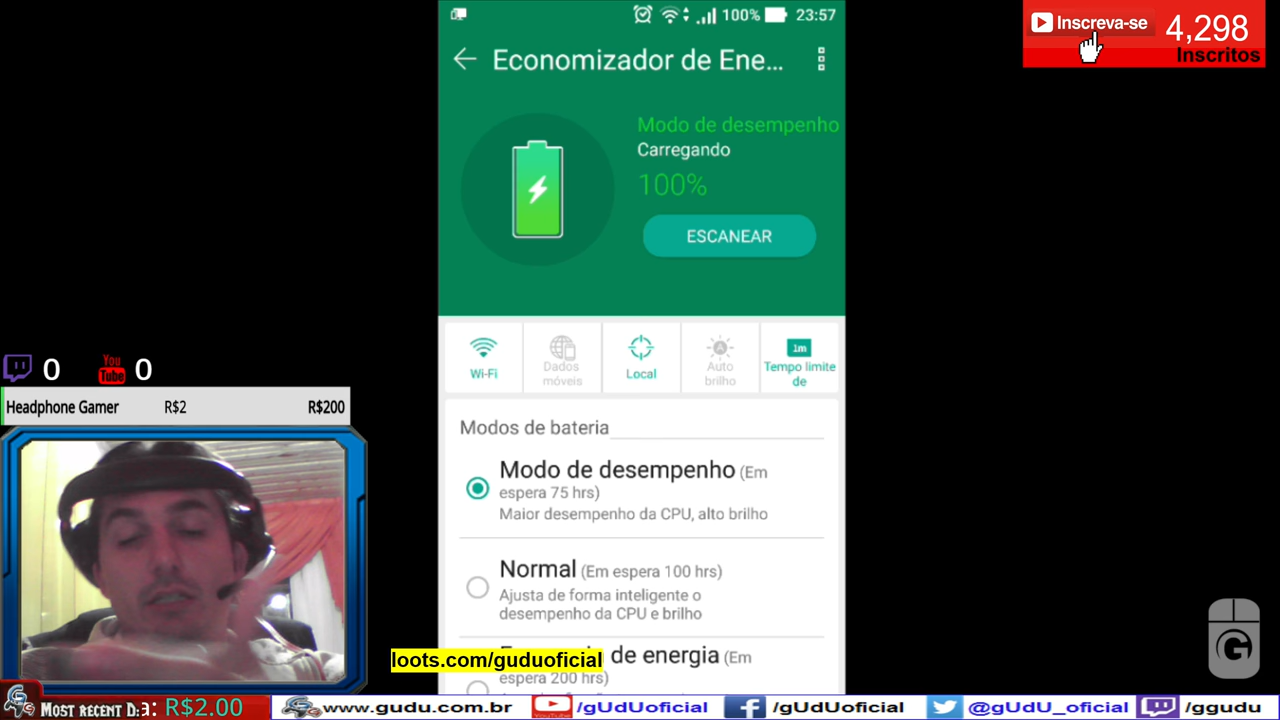 100% 23:57
Economizador de Ene...
Modo de desempenho
Carregando
100%
ESCANEAR
Wi-Fi
Dados
móveis
Local
Auto
brilho
1m
Tempo limite
de
Modos de bateria
Modo de desempenho (Em
espera 75 hrs)
Maior desempenho da CPU, alto brilho
Normal (Em espera 100 hrs)
Ajusta de forma inteligente o
desempenho da CPU e brilho
de energia (Em
espera 200 hrs)
Inscreva-se
4,298
Inscritos
0
You
Tube
0
Headphone Gamer R$2 R$200
loots.com/guduoficial
Most recent D: R$2.00
www.gudu.com.br
YouTube
/gUdUoficial
/gUdUoficial
@gUdU_oficial
/ggudu